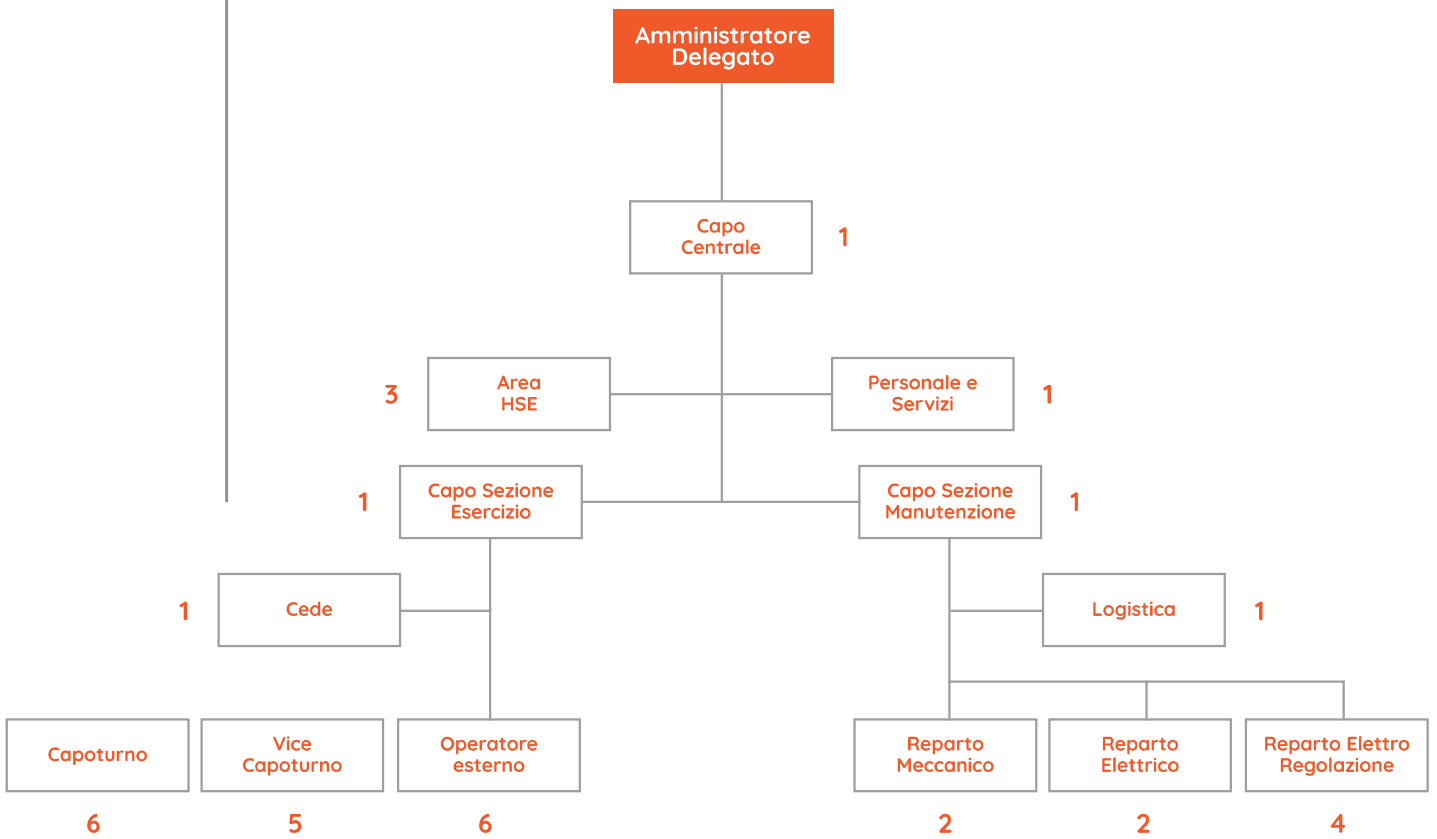 Amministratore
Delegato
Capo
Centrale
1
3
Area
HSE
Personale e
Servizi
1
1
Capo Sezione
Esercizio
Capo Sezione
Manutenzione
1
1
Cede
Logistica
1
Capoturno
Vice
Capoturno
Operatore
esterno
Reparto
Meccanico
Reparto
Elettrico
Reparto Elettro
Regolazione
6
5
6
2
2
4